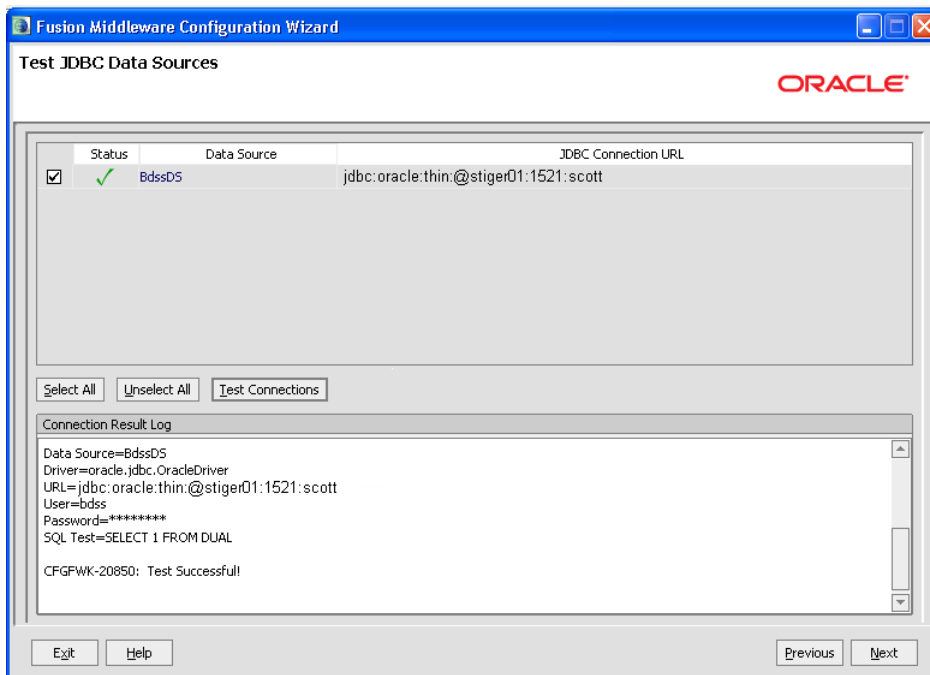 Fusion Middleware Configuration Wizard
Test JDBC Data Sources
ORACLE
Status Data Source JDBC Connection URL
BdssDS jdbc:oracle:thin:@stiger01:1521:scott
Select All Unselect All Test Connections
Connection Result Log
Data Source=BdssDS
Driver=oracle.jdbc.OracleDriver
URL=jdbc:oracle:thin:@stiger01:1521:scott
User=bdss
Password=********
SQL Test=SELECT 1 FROM DUAL
CFGFWK-20850: Test Successful!
Exit Help Previous Next